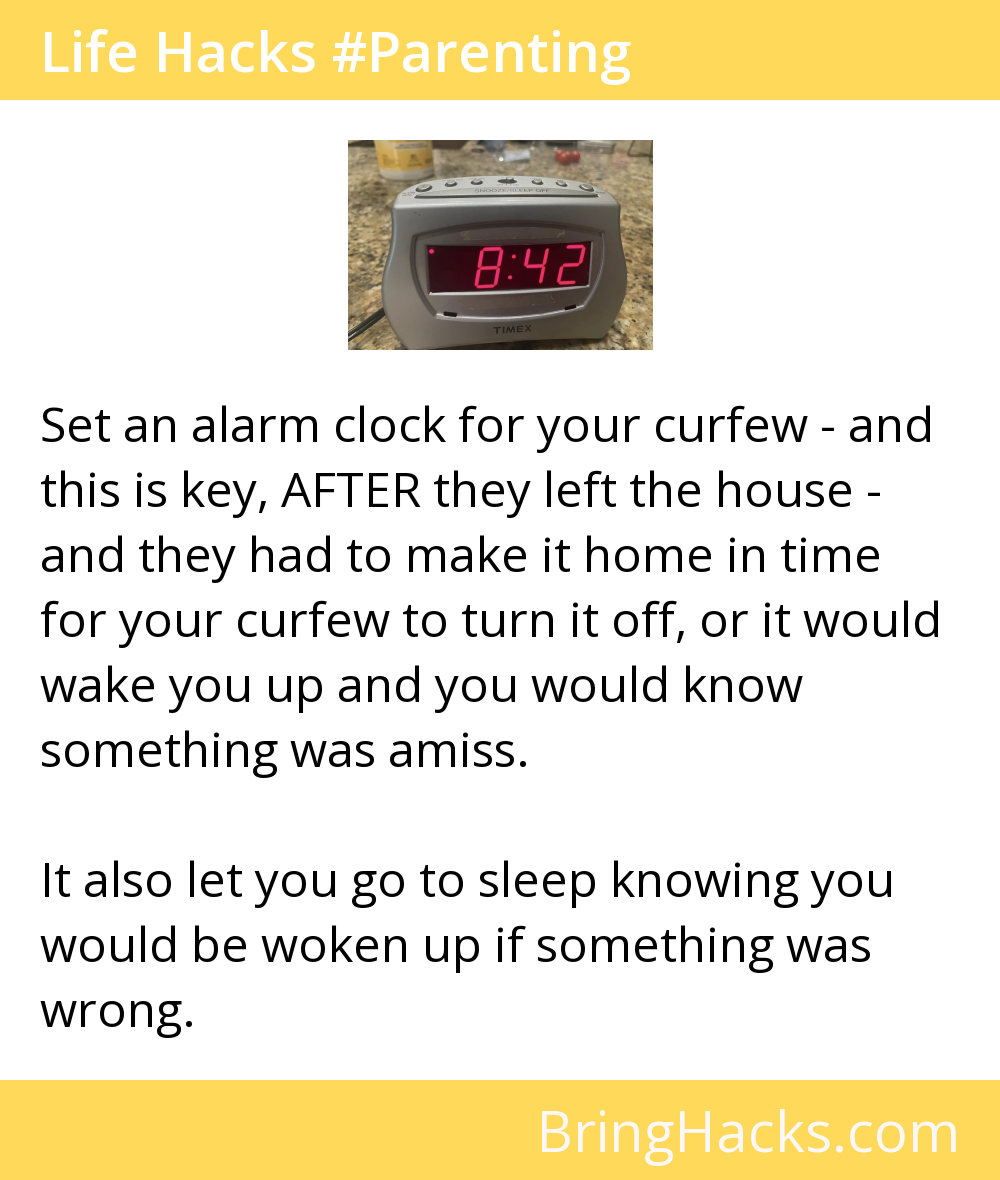 Life Hacks #Parenting
SNOOZE/SLEEP OFF
8:42
TIMEX
Set an alarm clock for your curfew - and
this is key, AFTER they left the house -
and they had to make it home in time
for your curfew to turn it off, or it would
wake you up and you would know
something was amiss.
It also let you go to sleep knowing you
would be woken up if something was
wrong.
BringHacks.com